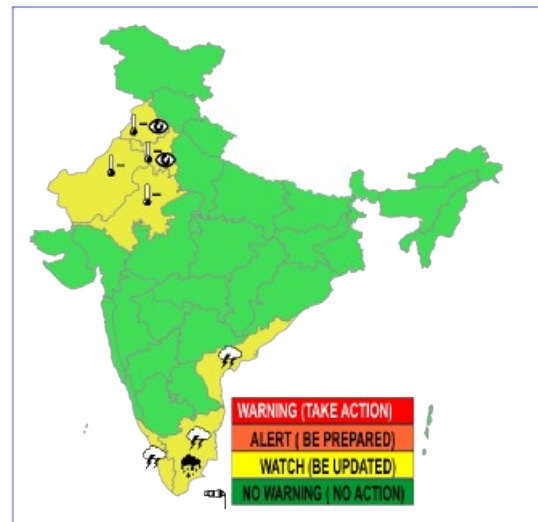 WARNING (TAKE ACTION)
ALERT ( BE PREPARED)
WATCH (BE UPDATED)
NO WARNING ( NO ACTION)